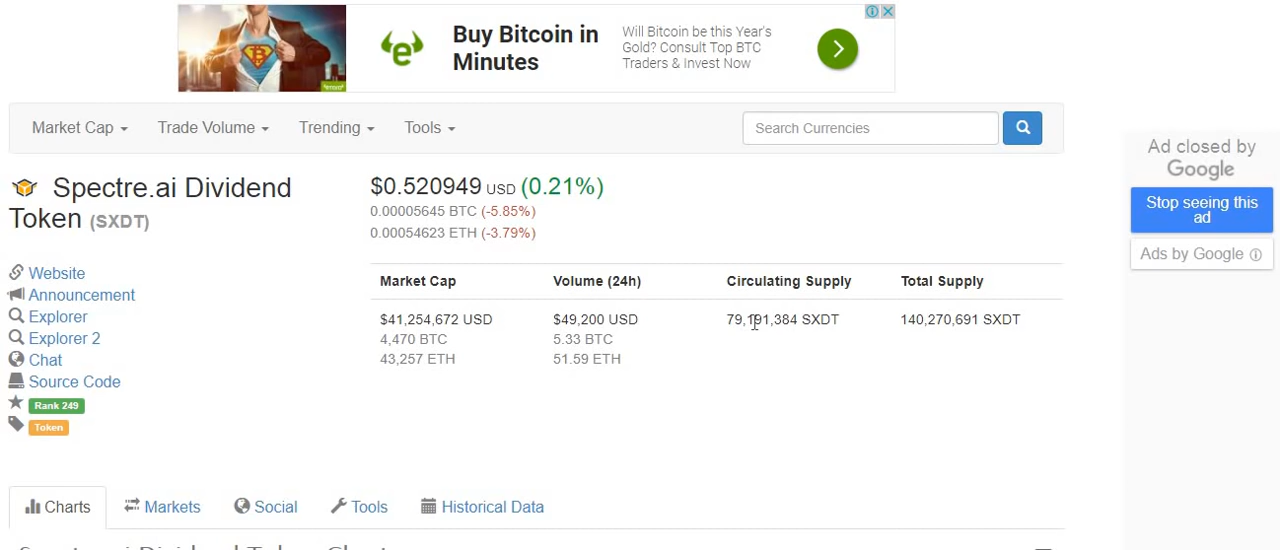 Buy Bitcoin in
Minutes
Will Bitcoin be this Year's
Gold? Consult Top BTC
Traders & Invest Now
Market Cap
Trade Volume
Trending
Tools
Search Currencies
Ad closed by
Google
Stop seeing this
ad
Ads by Google
Spectre.ai Dividend
Token (SXDT)
$0.520949 USD (0.21%)
0.00005645 BTC (-5.85%)
0.00054623 ETH (-3.79%)
Website
Announcement
Explorer
Explorer 2
Chat
Source Code
Rank 249
Token
Market Cap Volume (24h) Circulating Supply Total Supply
$41,254,672 USD $49,200 USD 79,191,384 SXDT 140,270,691 SXDT
4,470 BTC 5.33 BTC
43,257 ETH 51.59 ETH
Charts
Markets
Social
Tools
Historical Data